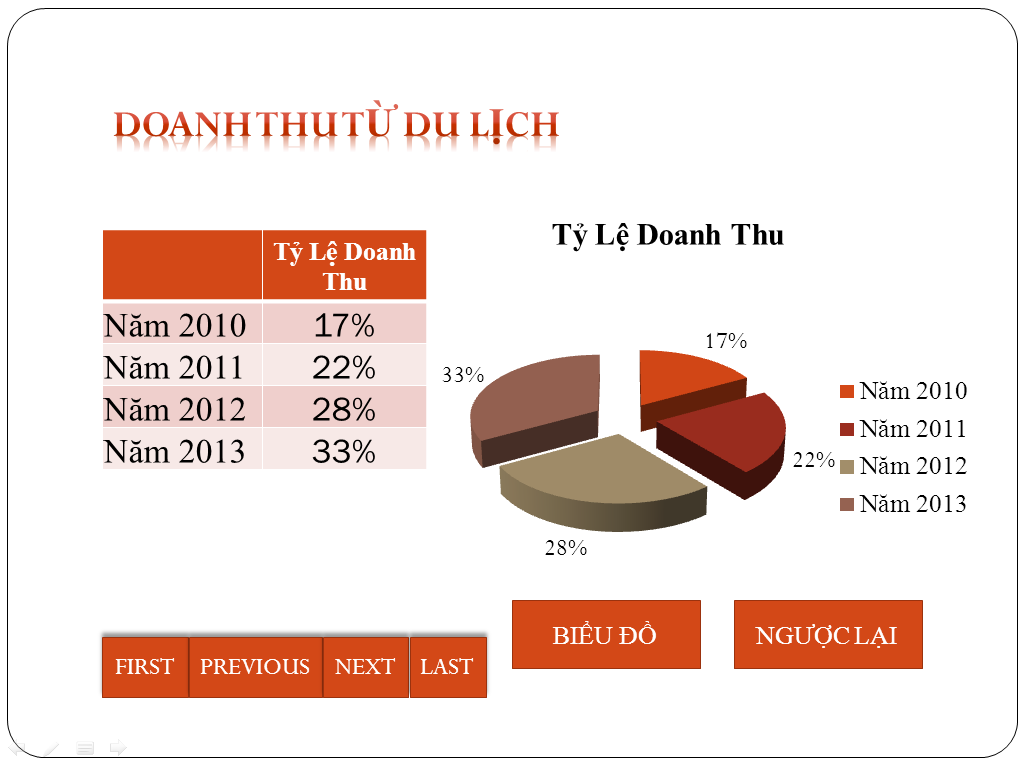 DOANH THU TỪ DU LỊCH
Tỷ Lệ Doanh
Thu
Năm 2010 17%
Năm 2011 22%
Năm 2012 28%
Năm 2013 33%
Tỷ Lệ Doanh Thu
17%
33%
22%
28%
Năm 2010
Năm 2011
Năm 2012
Năm 2013
BIỂU ĐỒ
NGƯỢC LẠI
FIRST
PREVIOUS
NEXT
LAST